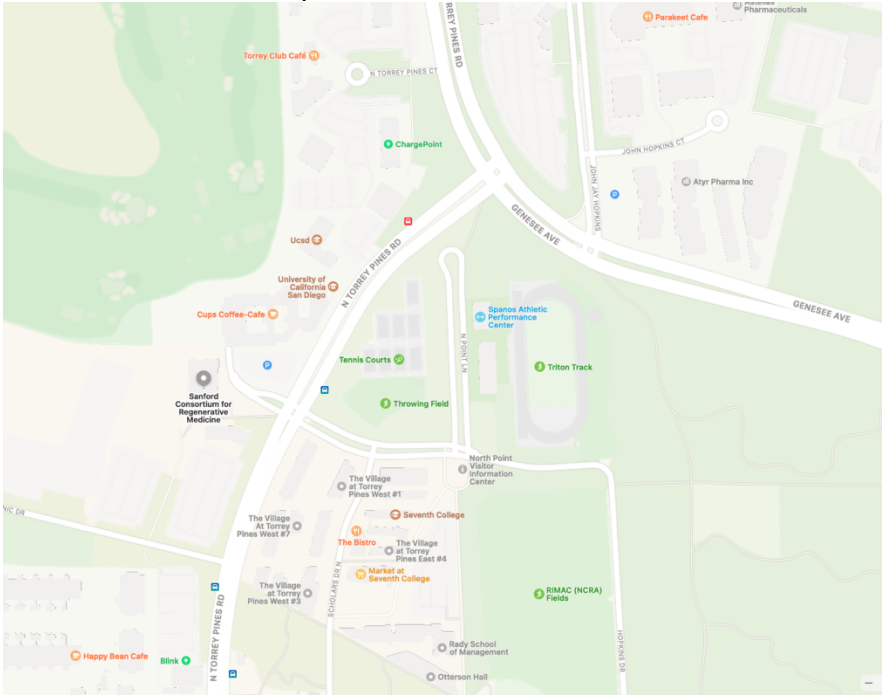 TORREY PINES RD
Parakeet Cafe
Pharmaceuticals
Torrey Club Café
N TORREY PINES CT
ChargePoint
JOHN HOPKINS CT
JOHN JAY HOPKINS
Atyr Pharma Inc
GENESEE AVE
Ucsd
N TORREY PINES RD
University of
California
San Diego
GENESEE AVE
Cups Coffee-Cafe
Spanos Athletic
Performance
Center
N POINT LN
Tennis Courts
Triton Track
Sanford
Consortium for
Regenerative
Medicine
Throwing Field
North Point
Visitor
Information
Center
The Village
at Torrey
Pines West #1
NIC DR
The Village
At Torrey
Pines West #7
Seventh College
The Bistro
The Village
at Torrey
Pines East #4
Market at
Seventh College
The Village
at Torrey
Pines West #3
SCHOLARS DR N
RIMAC (NCRA)
Fields
N TORREY PINES RD
HOPKINS DR
Happy Bean Cafe
Blink
Rady School
of Management
Otterson Hall